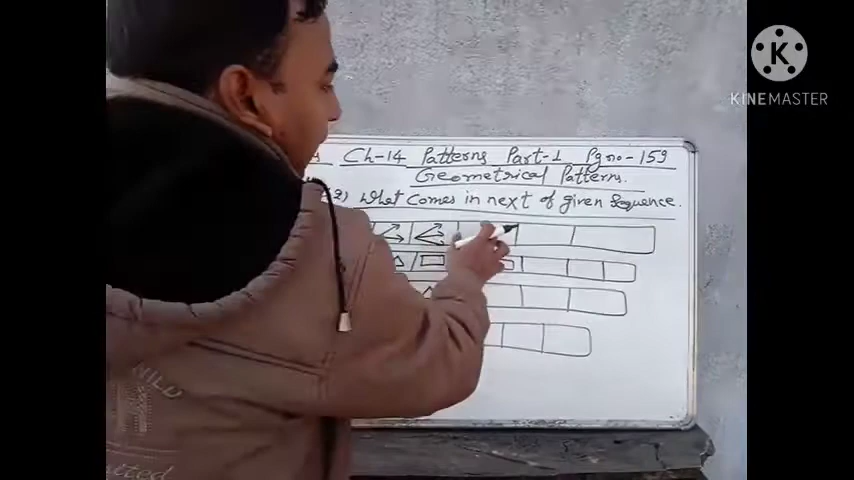 Ch-14 Patterns Part-1 Pg no-159
Geometrical Patterns.
2) What Comes in next of given Sequence.
K
KINEMASTER
HILD